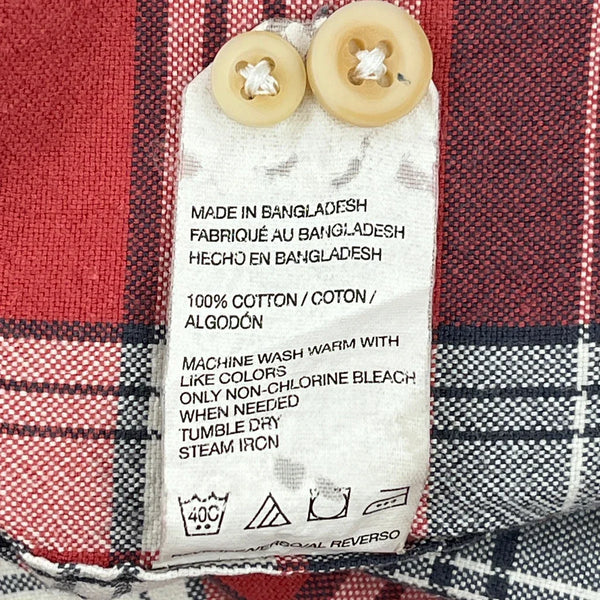 MADE IN BANGLADESH
FABRIQUÉ AU BANGLADESH
HECHO EN BANGLADESH
100% COTTON / COTON /
ALGODÓN
MACHINE WASH WARM WITH
LIKE COLORS
ONLY NON-CHLORINE BLEACH
WHEN NEEDED
TUMBLE DRY
STEAM IRON
40C
REVERSO